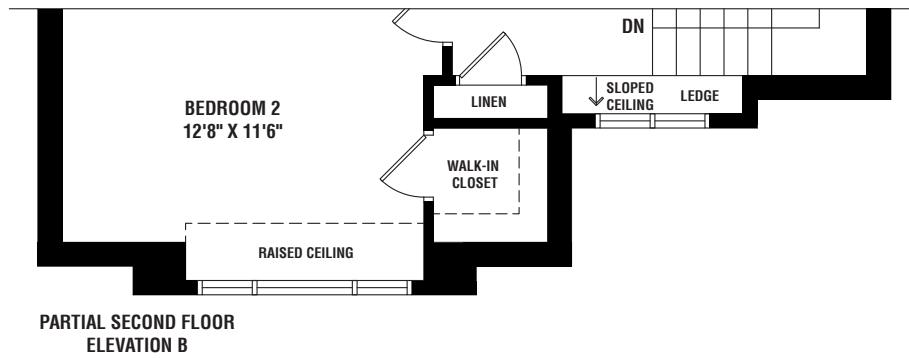 DN
BEDROOM 2
12'8" X 11'6"
LINEN
SLOPED
CEILING
LEDGE
WALK-IN
CLOSET
RAISED CEILING
PARTIAL SECOND FLOOR
ELEVATION B